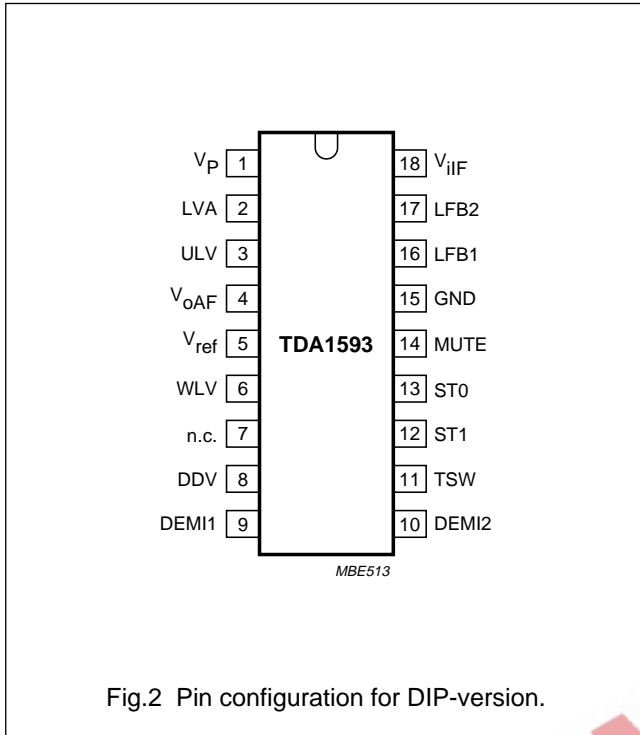 V_P 1 18 V_iIF
LVA 2 17 LFB2
ULV 3 16 LFB1
V_oAF 4 15 GND
V_ref 5 TDA1593 14 MUTE
WLV 6 13 ST0
n.c. 7 12 ST1
DDV 8 11 TSW
DEMI1 9 10 DEMI2
MBE513
Fig.2 Pin configuration for DIP-version.